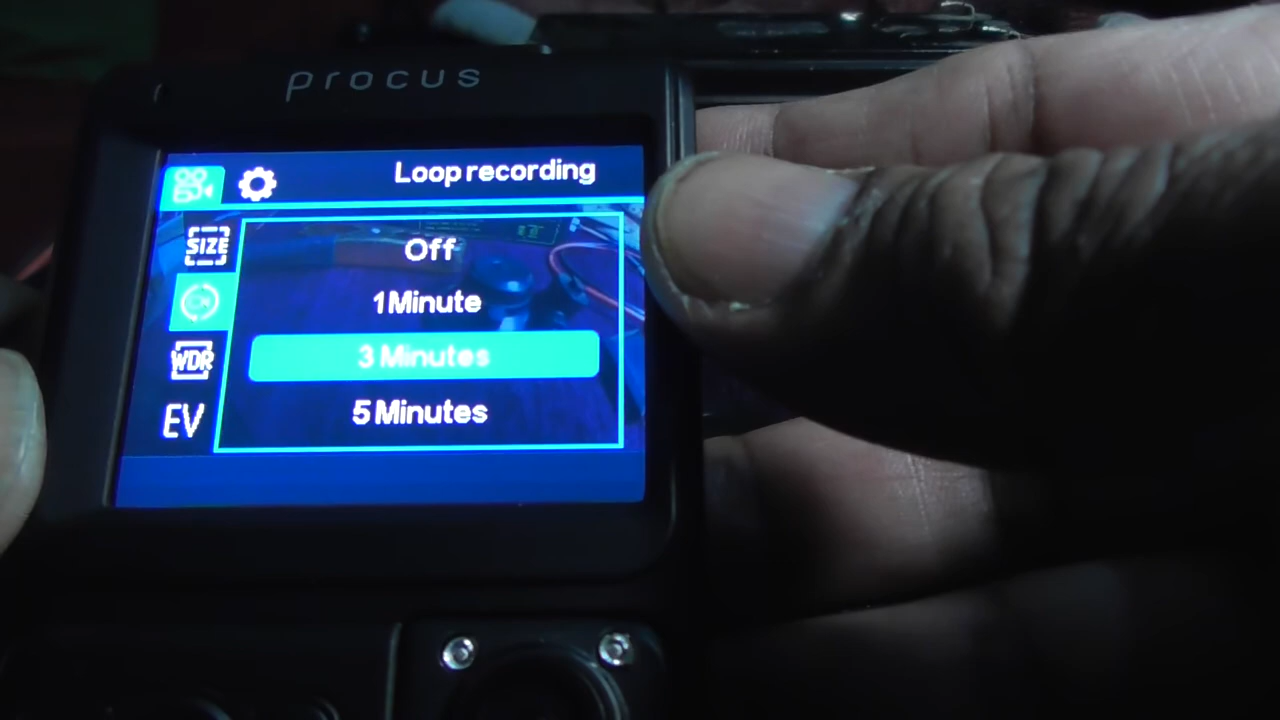 procus
Loop recording
SIZE
Off
1 Minute
3 Minutes
WDR
EV
5 Minutes